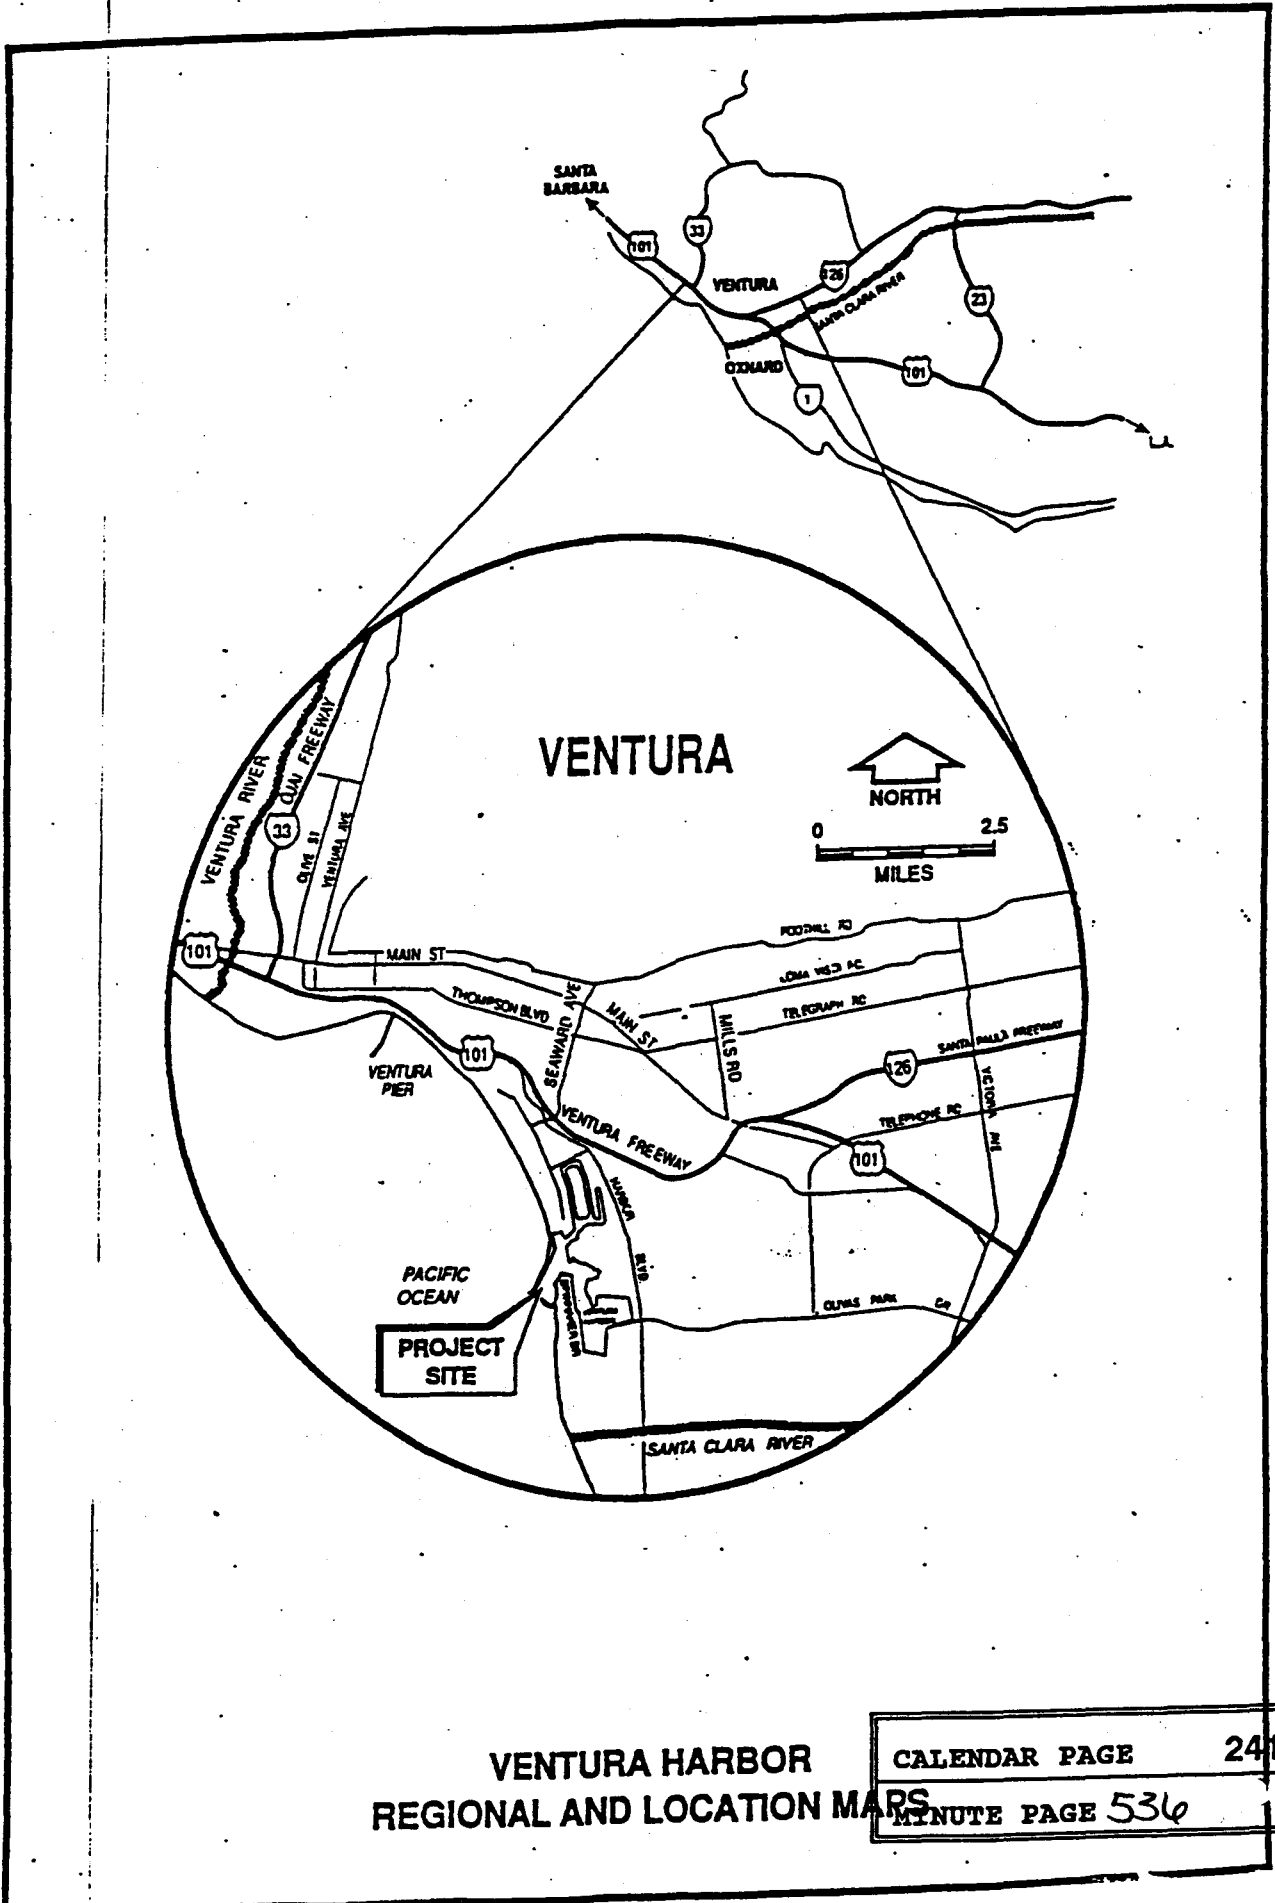 SANTA
BARBARA
101
33
VENTURA
126
SANTA CLARA RIVER
23
OXNARD
101
1
VENTURA
NORTH
0 2.5
MILES
VENTURA RIVER
OJAI FREEWAY
33
OLIVE ST
VENTURA AVE
101
MAIN ST
FOOTHILL RD
LOMA VISTA RD
THOMPSON BLVD
SEAWARD AVE
MAIN ST
MILLS RD
TELEGRAPH RD
SANTA PAULA FREEWAY
126
101
VENTURA
PIER
VICTORIA AVE
TELEPHONE RD
VENTURA FREEWAY
101
HARBOR BLVD
PACIFIC
OCEAN
OLIVAS PARK DR
PROJECT
SITE
SANTA CLARA RIVER
VENTURA HARBOR
REGIONAL AND LOCATION MAPS
CALENDAR PAGE
MINUTE PAGE 536